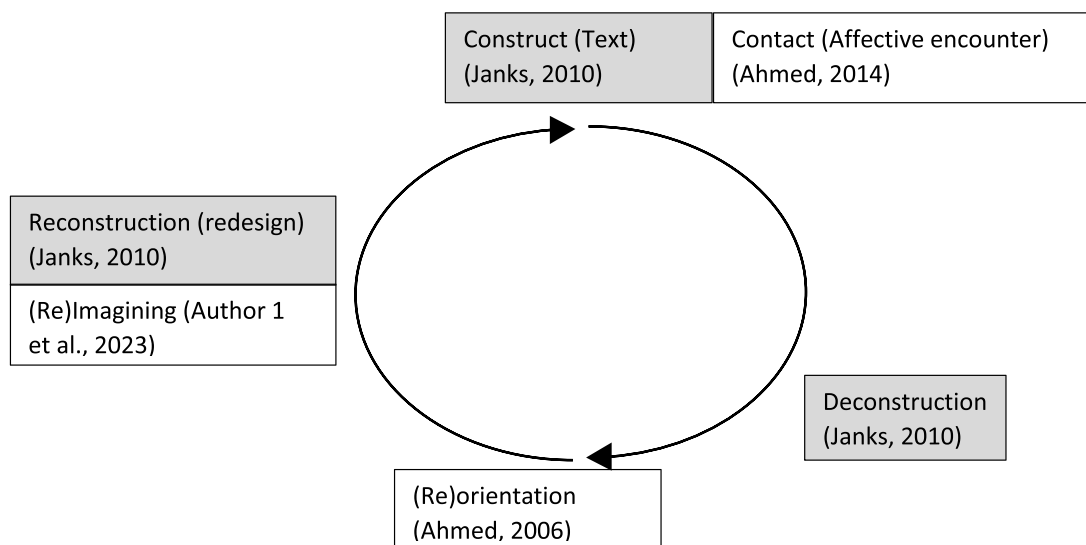 Construct (Text)
(Janks, 2010)
Contact (Affective encounter)
(Ahmed, 2014)
Reconstruction (redesign)
(Janks, 2010)
(Re)Imagining (Author 1
et al., 2023)
Deconstruction
(Janks, 2010)
(Re)orientation
(Ahmed, 2006)